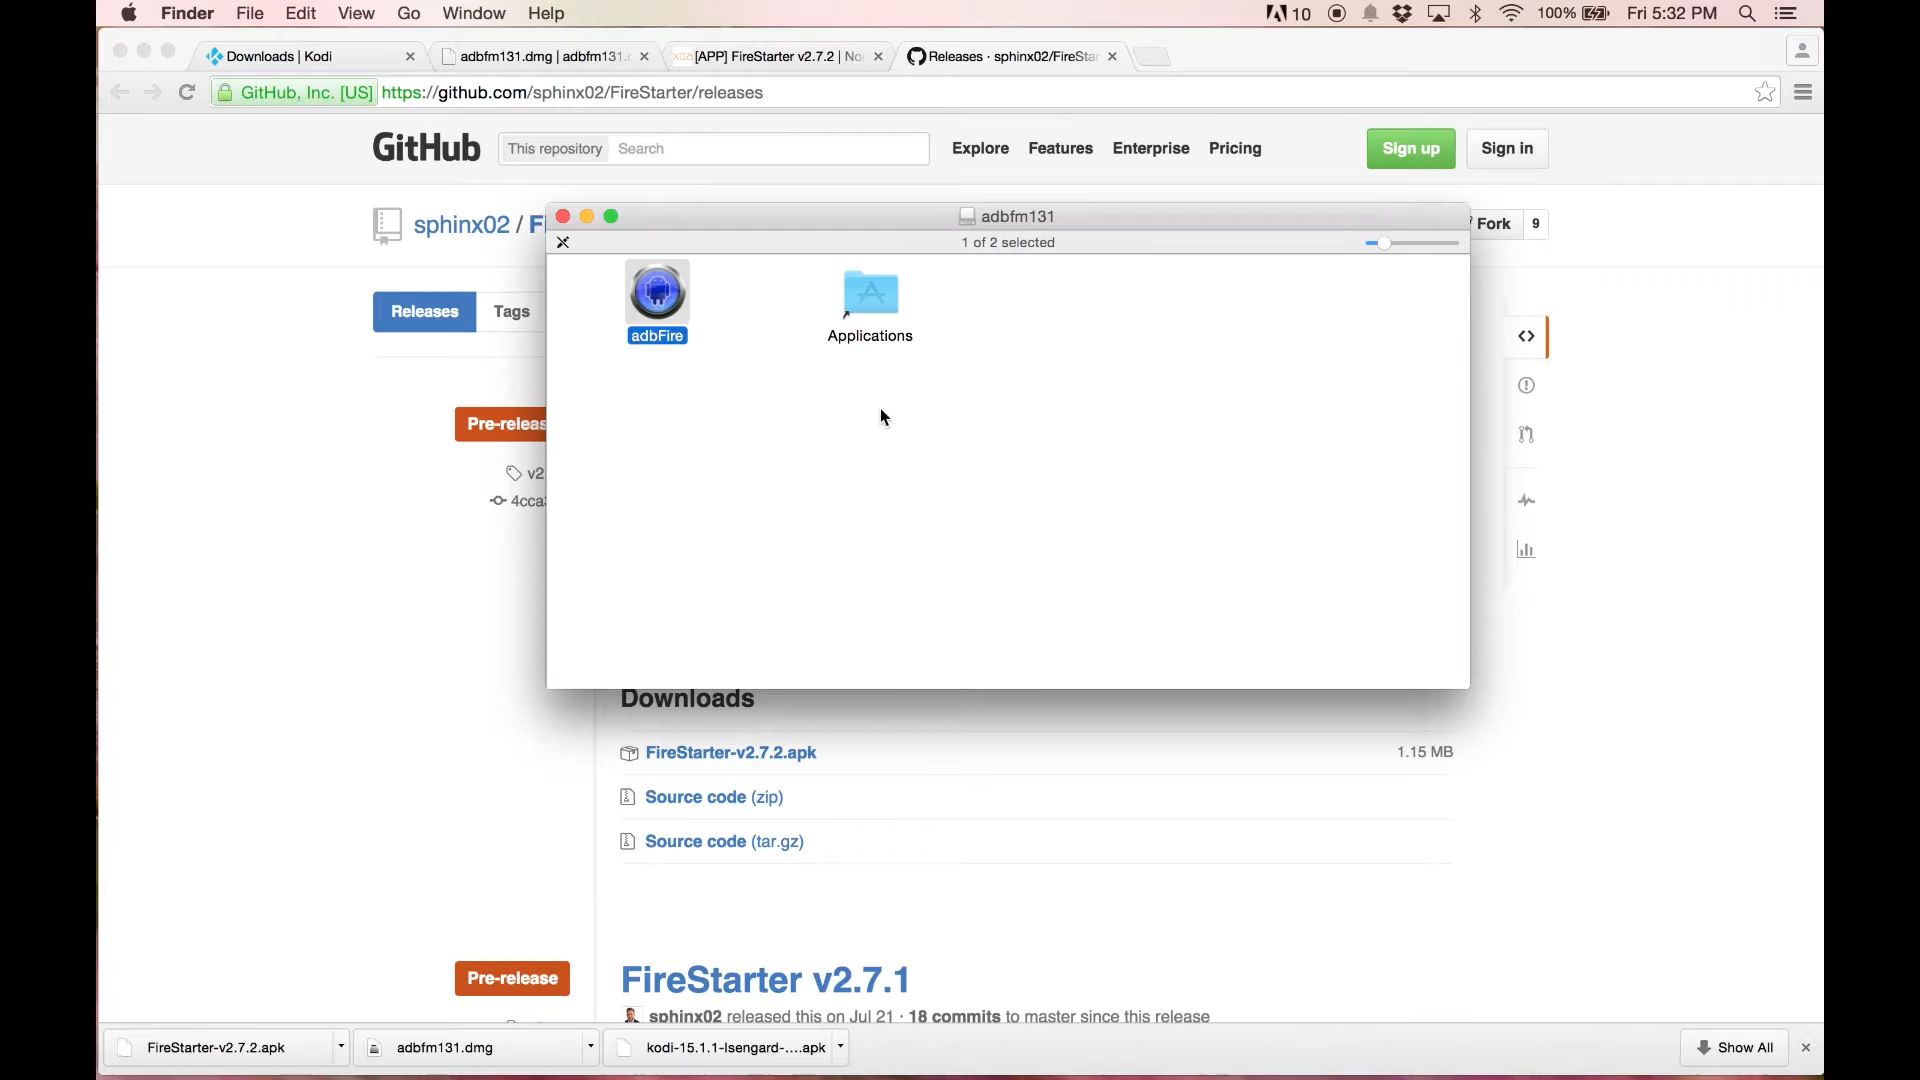 Finder File Edit View Go Window Help 10 100% Fri 5:32 PM
Downloads | Kodi
adbfm131.dmg | adbfm131.
[APP] FireStarter v2.7.2 | No
Releases · sphinx02/FireStar
GitHub, Inc. [US] https://github.com/sphinx02/FireStarter/releases
GitHub This repository Search Explore Features Enterprise Pricing Sign up Sign in
sphinx02 / Fi
Fork 9
adbfm131
1 of 2 selected
adbFire
Applications
Releases Tags
Pre-releas
v2
4cca
Downloads
FireStarter-v2.7.2.apk 1.15 MB
Source code (zip)
Source code (tar.gz)
Pre-release
FireStarter v2.7.1
sphinx02 released this on Jul 21 · 18 commits to master since this release
FireStarter-v2.7.2.apk
adbfm131.dmg
kodi-15.1.1-Isengard-....apk
Show All